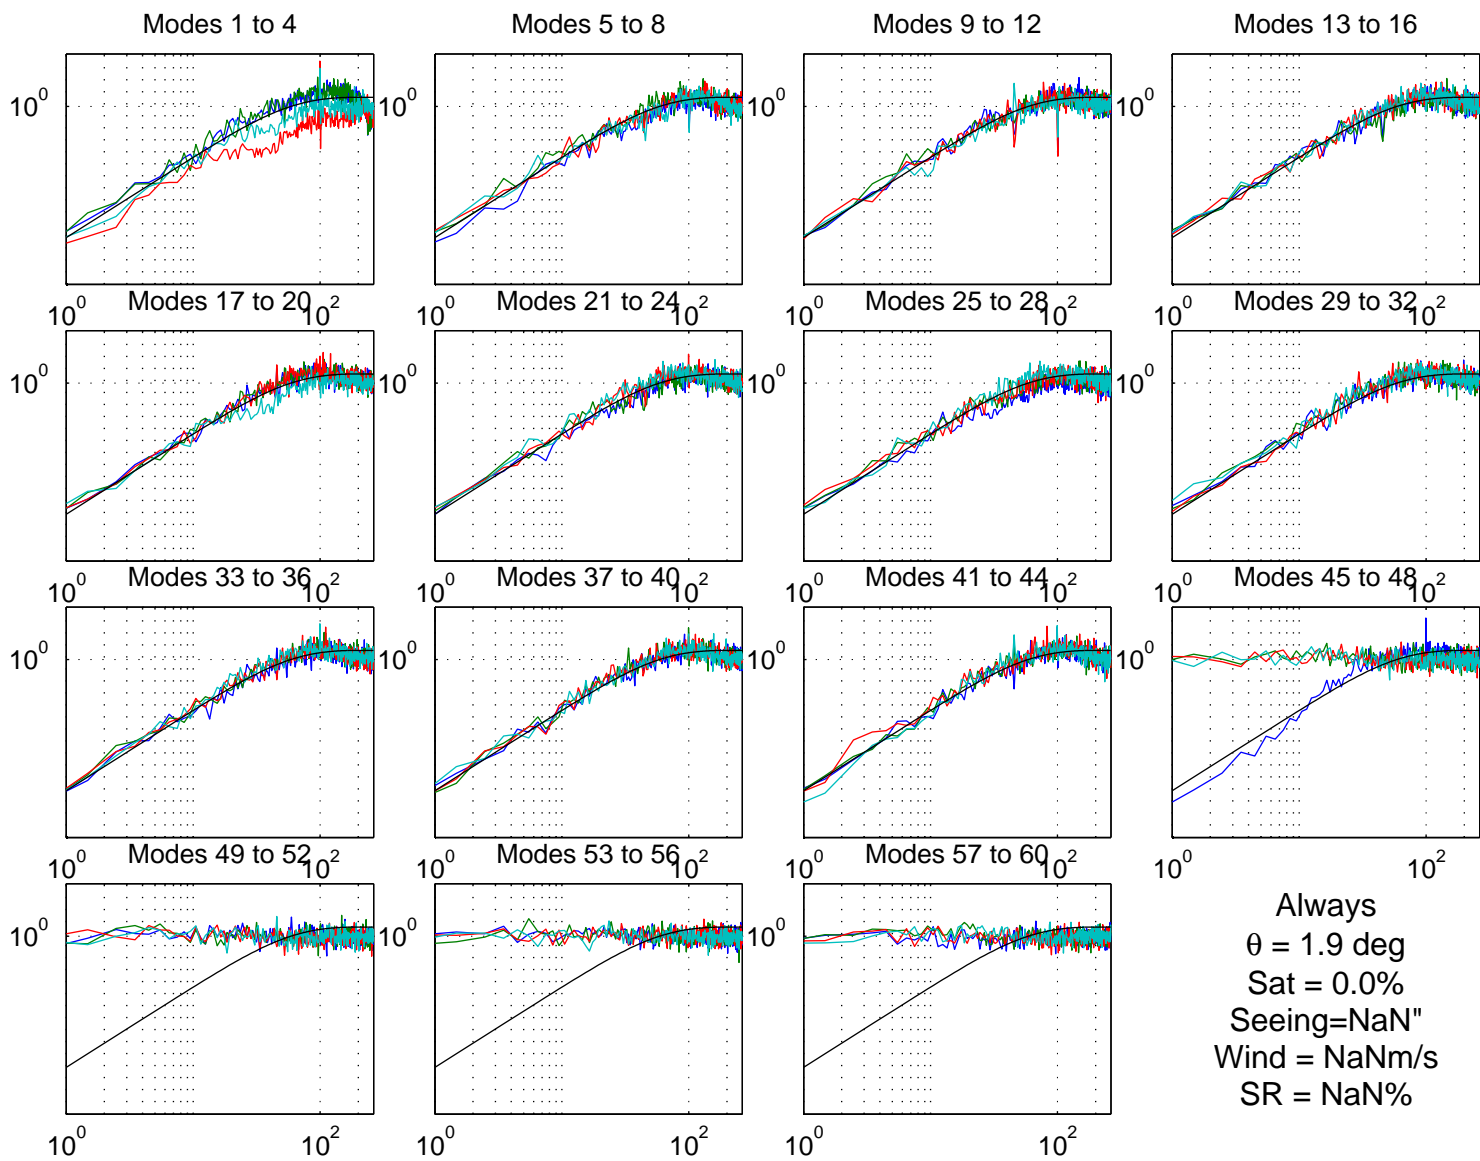 Modes 1 to 4
Modes 5 to 8
Modes 9 to 12
Modes 13 to 16
10^0
10^0
10^0
10^0
10^0
10^2
10^0
10^2
10^0
10^2
10^0
10^2
Modes 17 to 20
Modes 21 to 24
Modes 25 to 28
Modes 29 to 32
10^0
10^0
10^0
10^0
10^0
10^2
10^0
10^2
10^0
10^2
10^0
10^2
Modes 33 to 36
Modes 37 to 40
Modes 41 to 44
Modes 45 to 48
10^0
10^0
10^0
10^0
10^0
10^2
10^0
10^2
10^0
10^2
10^0
10^2
Modes 49 to 52
Modes 53 to 56
Modes 57 to 60
10^0
10^0
10^0
10^0
10^2
10^0
10^2
10^0
10^2
Always
θ = 1.9 deg
Sat = 0.0%
Seeing=NaN"
Wind = NaNm/s
SR = NaN%